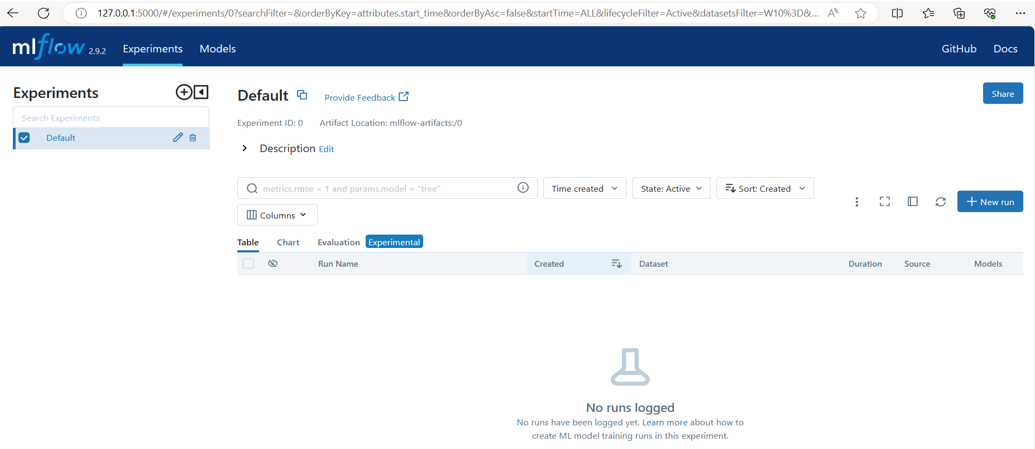 127.0.0.1:5000/#/experiments/0?searchFilter=&orderByKey=attributes.start_time&orderByAsc=false&startTime=ALL&lifecycleFilter=Active&datasetsFilter=W10%3D&...
mlflow 2.9.2 Experiments Models GitHub Docs
Experiments
Search Experiments
Default
Default Provide Feedback Share
Experiment ID: 0 Artifact Location: mlflow-artifacts:/0
Description Edit
metrics.rmse < 1 and params.model = "tree" Time created State: Active Sort: Created
Columns
New run
Table Chart Evaluation Experimental
Run Name Created Dataset Duration Source Models
No runs logged
No runs have been logged yet. Learn more about how to
create ML model training runs in this experiment.